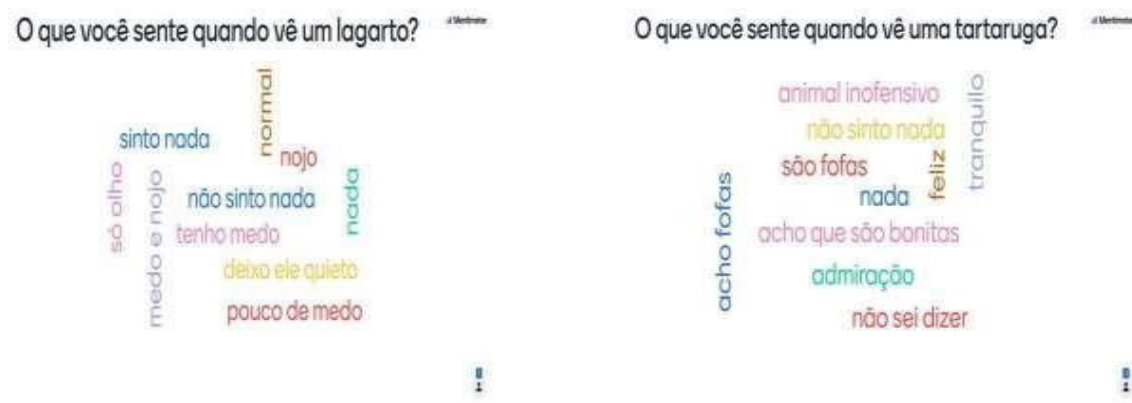 O que você sente quando vê um lagarto?
Mentimeter
normal
sinto nada
nojo
só olho
medo e nojo
não sinto nada
nada
tenho medo
deixo ele quieto
pouco de medo
O que você sente quando vê uma tartaruga?
Mentimeter
animal inofensivo
tranquilo
não sinto nada
são fofas
feliz
nada
acho fofas
acho que são bonitas
admiração
não sei dizer